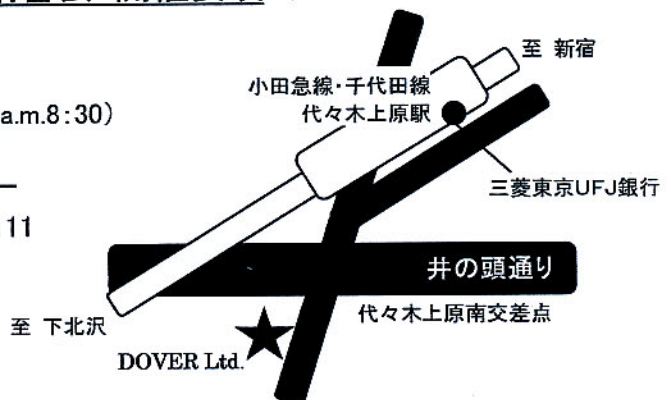 至 新宿
小田急線・千代田線
代々木上原駅
a.m.8:30)
三菱東京UFJ銀行
11
井の頭通り
代々木上原南交差点
至 下北沢
DOVER Ltd.